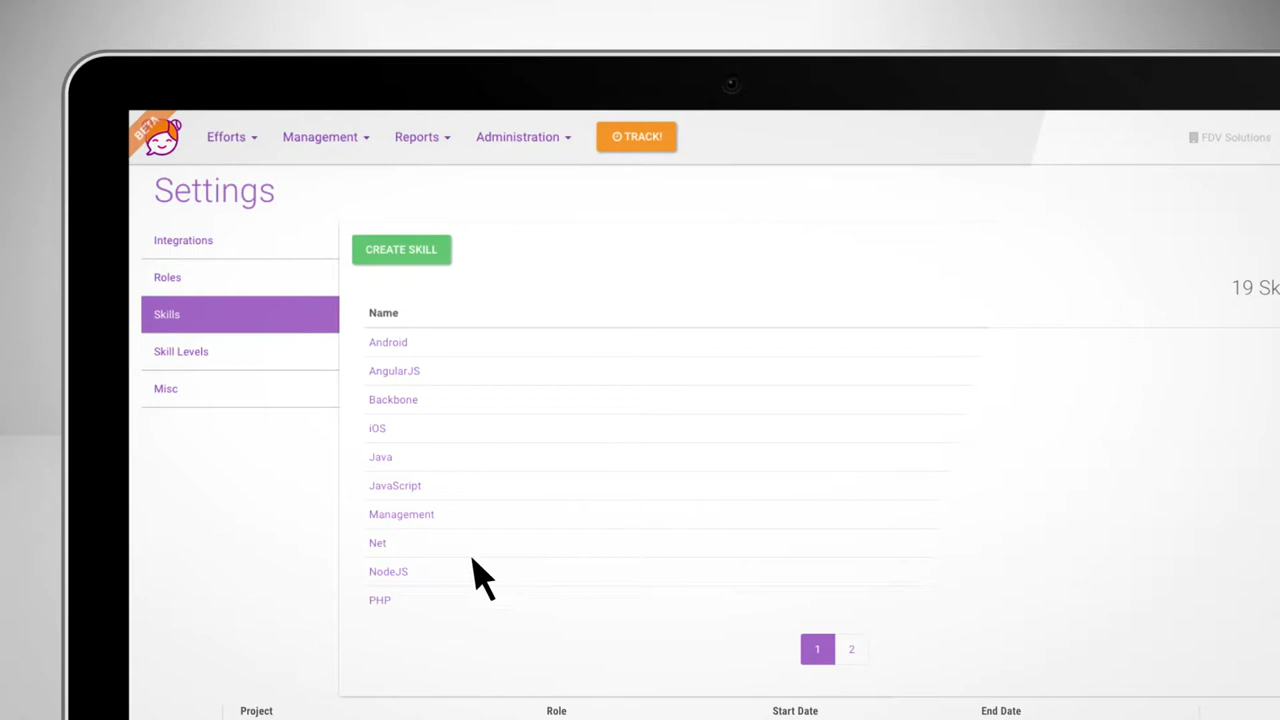 BETA
Efforts Management Reports Administration TRACK! FDV Solutions
Settings
Integrations
Roles
Skills
Skill Levels
Misc
CREATE SKILL
19 Sk
Name
Android
AngularJS
Backbone
iOS
Java
JavaScript
Management
Net
NodeJS
PHP
1 2
Project Role Start Date End Date